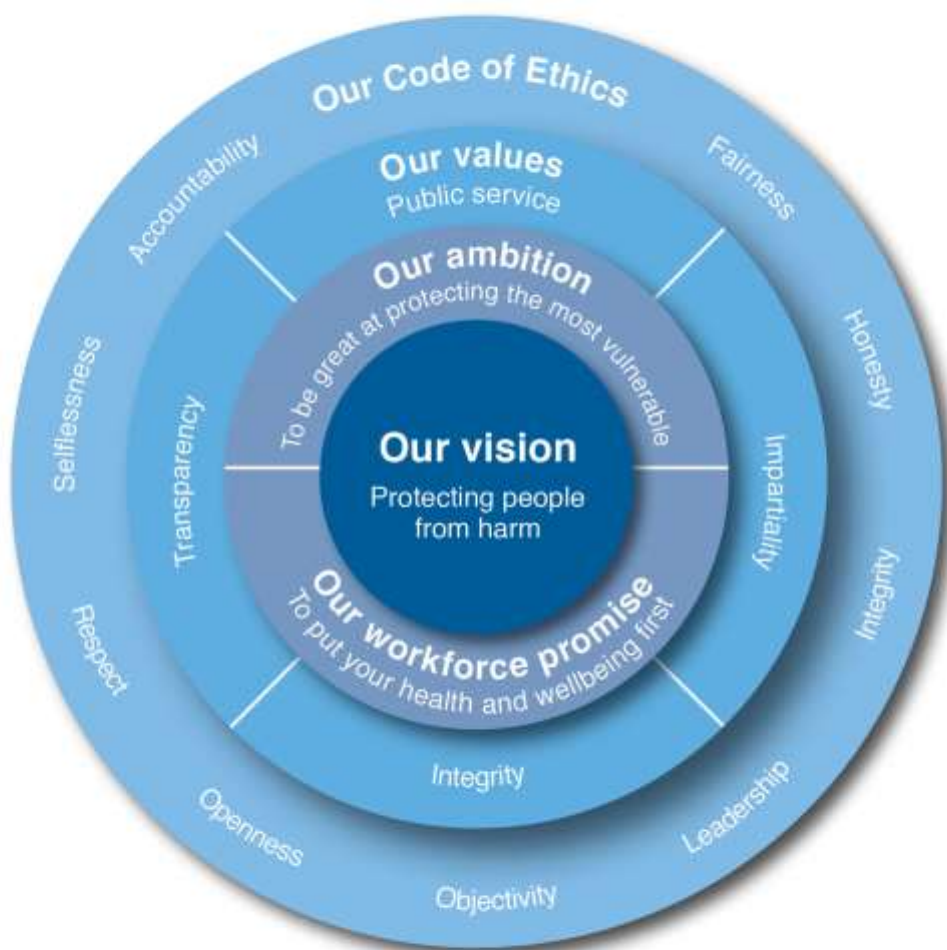 Our Code of Ethics
Fairness
Honesty
Integrity
Leadership
Objectivity
Openness
Respect
Selflessness
Accountability
Our values
Public service
Impartiality
Integrity
Transparency
Our ambition
To be great at protecting the most vulnerable
Our workforce promise
To put your health and wellbeing first
Our vision
Protecting people
from harm